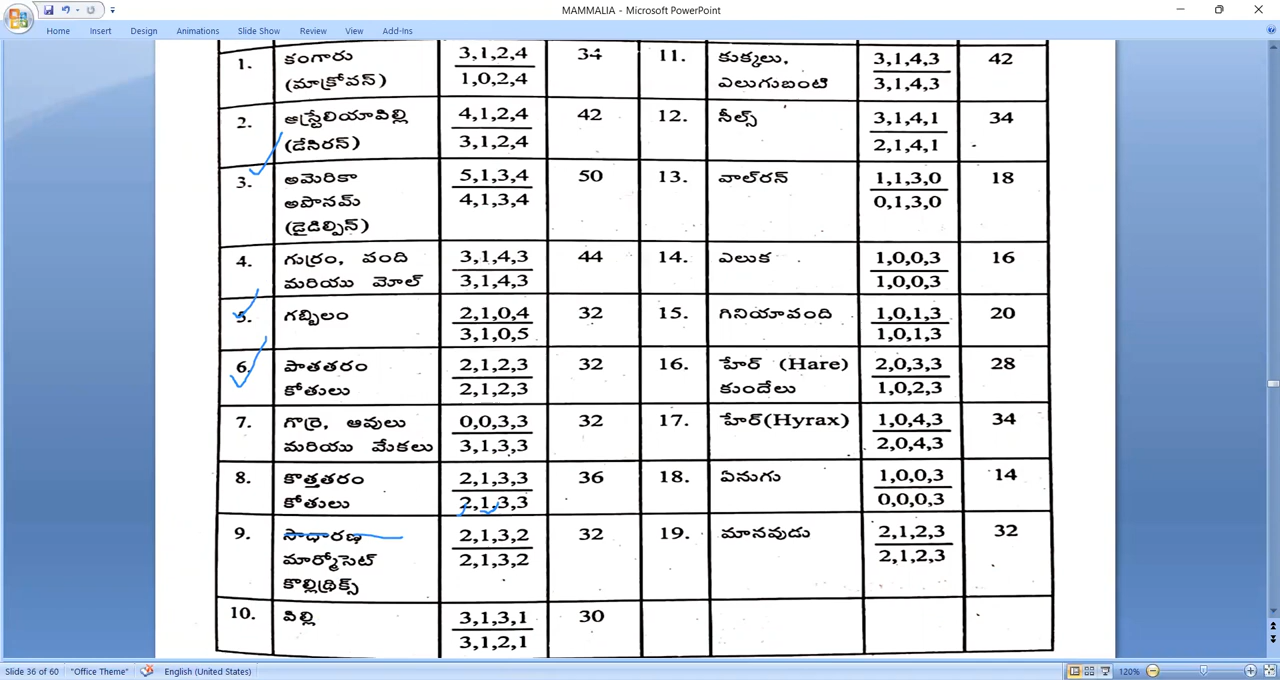 MAMMALIA - Microsoft PowerPoint
Home Insert Design Animations Slide Show Review View Add-Ins
1. కంగారు 3,1,2,4 34 11. కుక్కలు, 3,1,4,3 42
(మాక్రోపస్) 1,0,2,4 ఎలుగుబంటి 3,1,4,3
2. ఆస్ట్రేలియాపిల్లి 4,1,2,4 42 12. సీల్స్ 3,1,4,1 34
(డేసిరస్) 3,1,2,4 2,1,4,1
3. అమెరికా 5,1,3,4 50 13. వాల్‌రస్ 1,1,3,0 18
అపాసమ్ 4,1,3,4 0,1,3,0
(డైడిల్ఫిస్)
4. గుర్రం, పంది 3,1,4,3 44 14. ఎలుక 1,0,0,3 16
మరియు మోల్ 3,1,4,3 1,0,0,3
5. గబ్బిలం 2,1,0,4 32 15. గినియాపంది 1,0,1,3 20
3,1,0,5 1,0,1,3
6. పాతతరం 2,1,2,3 32 16. హేర్ (Hare) 2,0,3,3 28
కోతులు 2,1,2,3 కుందేలు 1,0,2,3
7. గొర్రె, ఆవులు 0,0,3,3 32 17. హేర్(Hyrax) 1,0,4,3 34
మరియు మేకలు 3,1,3,3 2,0,4,3
8. కొత్తతరం 2,1,3,3 36 18. ఏనుగు 1,0,0,3 14
కోతులు 2,1,3,3 0,0,0,3
9. సాధారణ 2,1,3,2 32 19. మానవుడు 2,1,2,3 32
మార్మోసెట్ 2,1,3,2 2,1,2,3
కాల్లిథ్రిక్స్
10. పిల్లి 3,1,3,1 30
3,1,2,1
Slide 36 of 60 "Office Theme" English (United States) 120%